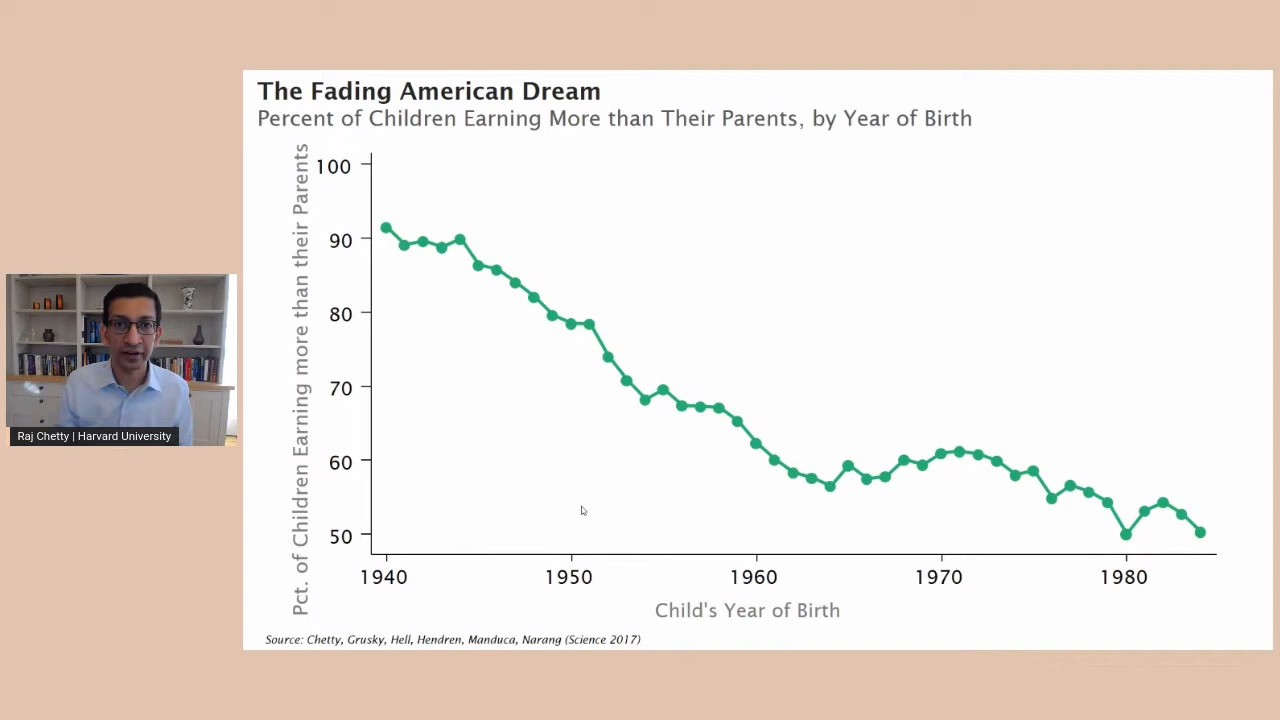 The Fading American Dream
Percent of Children Earning More than Their Parents, by Year of Birth
Pct. of Children Earning more than their Parents
100
90
80
70
60
50
1940
1950
1960
1970
1980
Child's Year of Birth
Source: Chetty, Grusky, Hell, Hendren, Manduca, Narang (Science 2017)
Raj Chetty | Harvard University